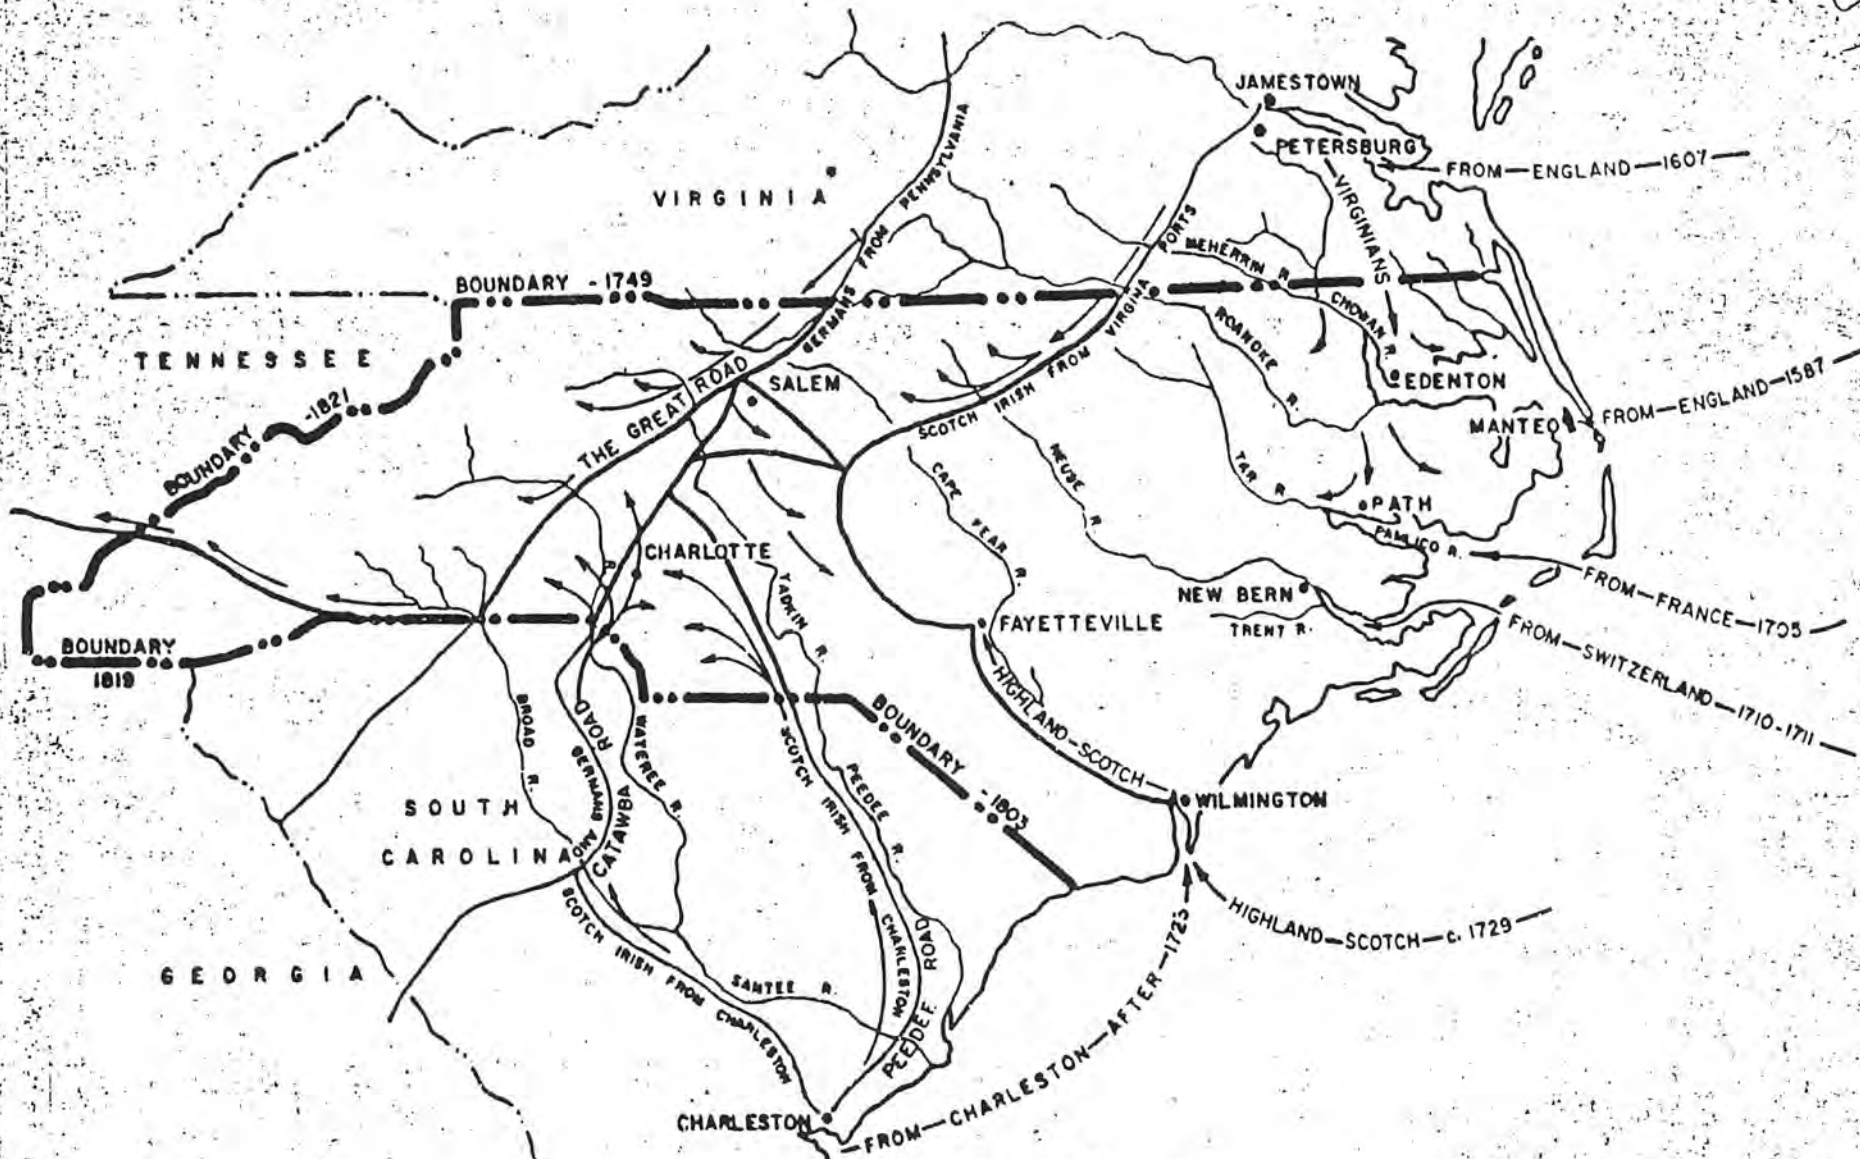 JAMESTOWN
PETERSBURG
FROM—ENGLAND—1607
VIRGINIA
GERMANS FROM PENNSYLVANIA
VIRGINIANS
MEHERRIN R.
BOUNDARY - 1749
CHOWAN R.
SCOTCH IRISH FROM VIRGINA PORTS
ROANOKE R.
TENNESSEE
BOUNDARY -1821
THE GREAT ROAD
SALEM
EDENTON
MANTEO
FROM—ENGLAND—1587
CAPE FEAR R.
NEUSE R.
TAR R
PATH
PAMLICO R.
FROM—FRANCE—1705
CHARLOTTE
YADKIN R.
NEW BERN
TRENT R.
FAYETTEVILLE
FROM—SWITZERLAND—1710-1711
BOUNDARY
1819
HIGHLAND-SCOTCH
BROAD R.
WATEREE R.
BOUNDARY -1803
PEEDEE R.
WILMINGTON
SOUTH
CAROLINA
CATAWBA ROAD
GERMANS AND SCOTCH IRISH FROM CHARLESTON
SCOTCH IRISH FROM CHARLESTON
PEEDEE ROAD
HIGHLAND—SCOTCH—c. 1729
GEORGIA
SANTEE R.
CHARLESTON
FROM—CHARLESTON—AFTER—1725